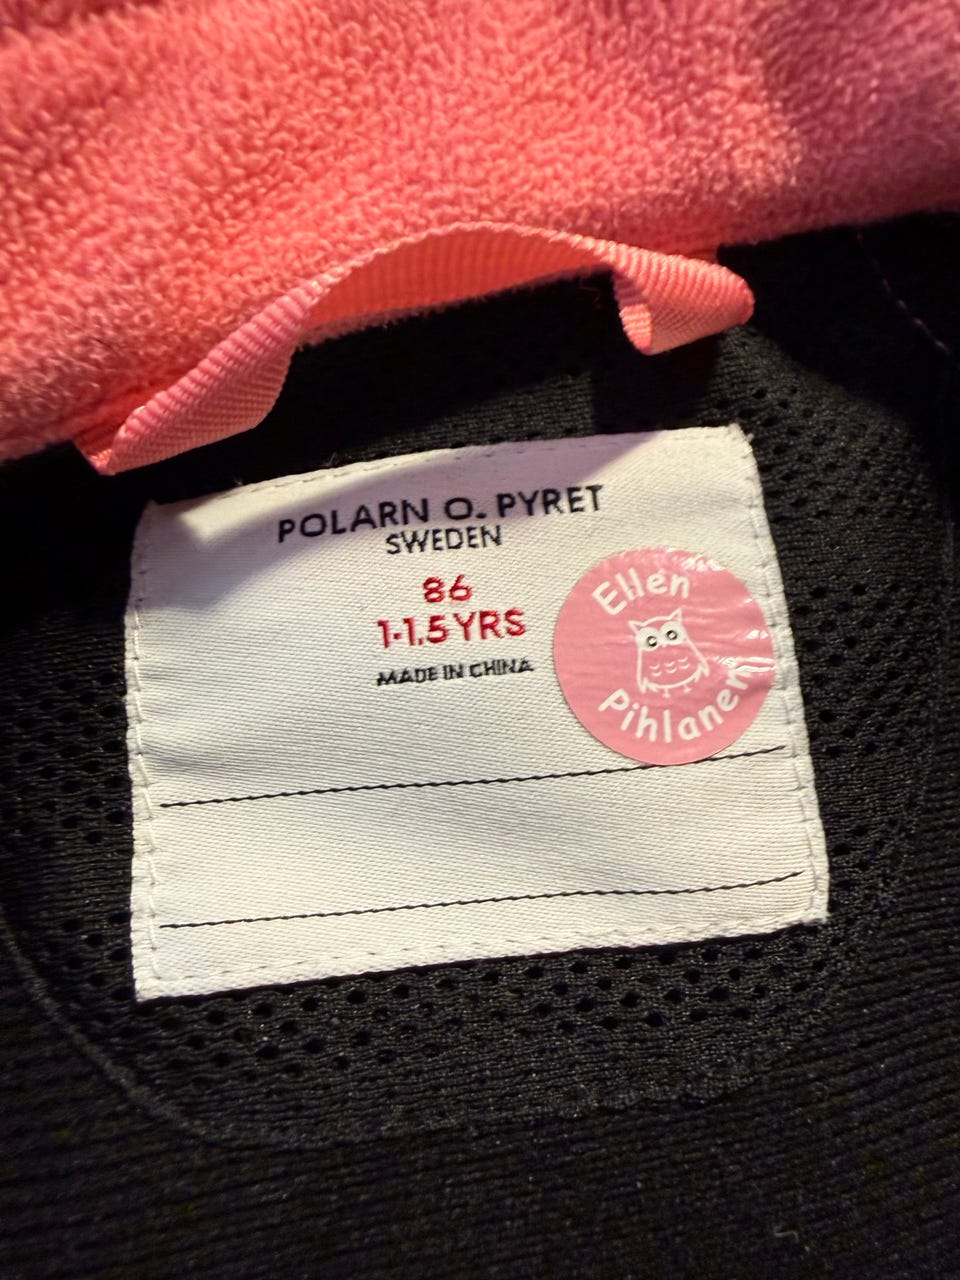 POLARN O. PYRET
SWEDEN
86
1-1.5 YRS
MADE IN CHINA
Ellen
Pihlanen